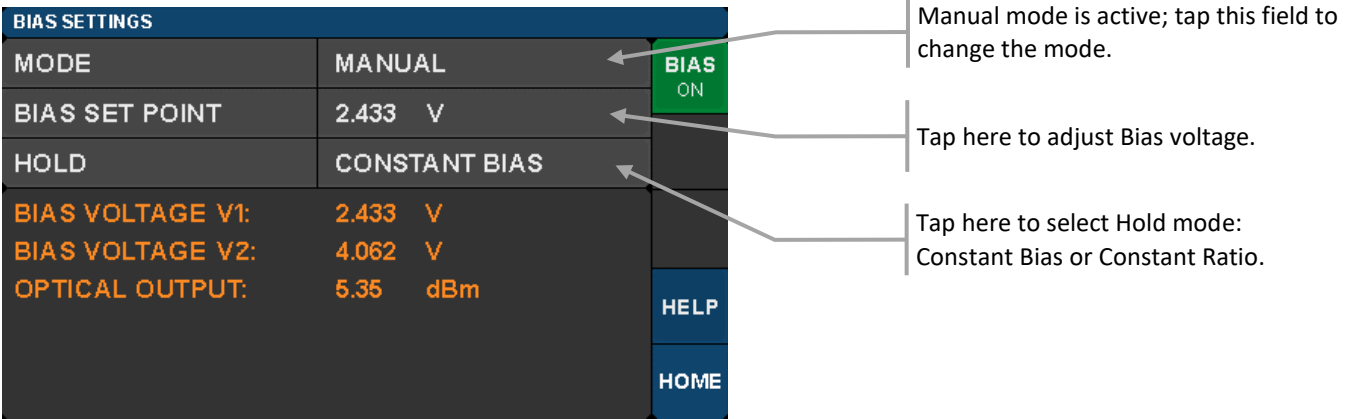 BIAS SETTINGS
MODE MANUAL
BIAS SET POINT 2.433 V
HOLD CONSTANT BIAS
BIAS VOLTAGE V1: 2.433 V
BIAS VOLTAGE V2: 4.062 V
OPTICAL OUTPUT: 5.35 dBm
BIAS
ON
HELP
HOME
Manual mode is active; tap this field to
change the mode.
Tap here to adjust Bias voltage.
Tap here to select Hold mode:
Constant Bias or Constant Ratio.